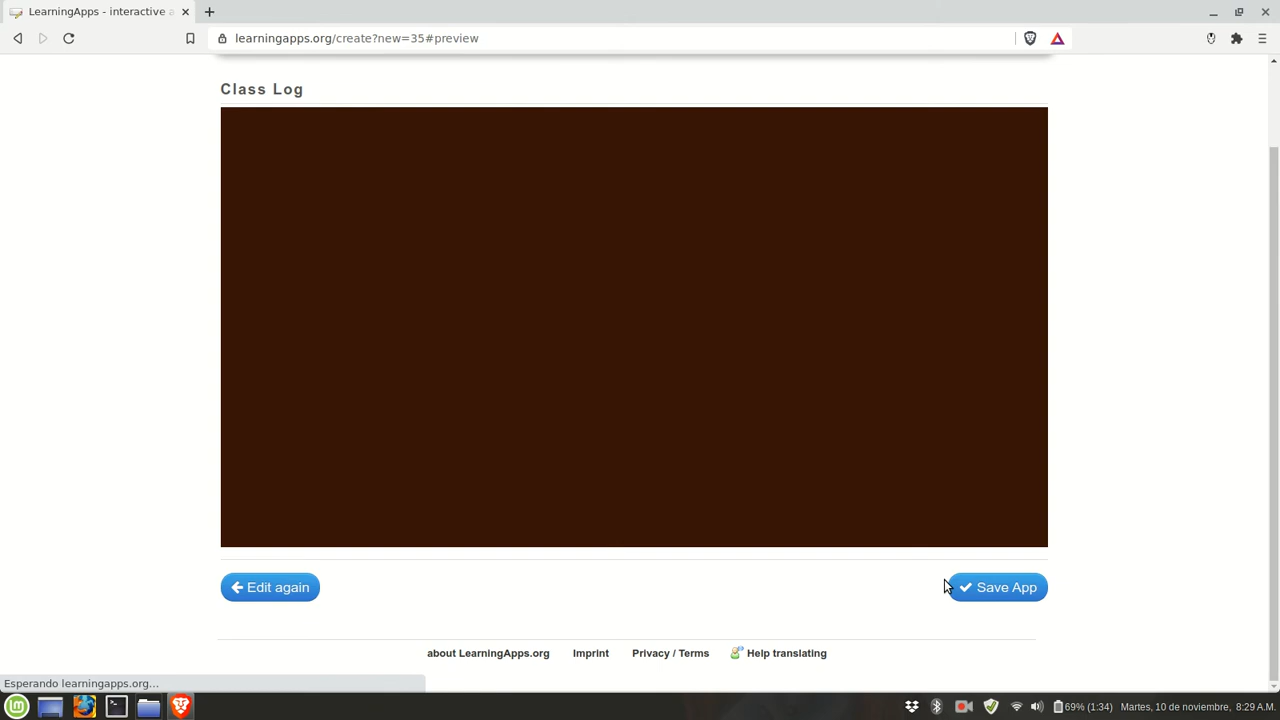 LearningApps - interactive a
learningapps.org/create?new=35#preview
Class Log
Edit again
Save App
about LearningApps.org
Imprint
Privacy / Terms
Help translating
Esperando learningapps.org...
69% (1:34)
Martes, 10 de noviembre, 8:29 A.M.